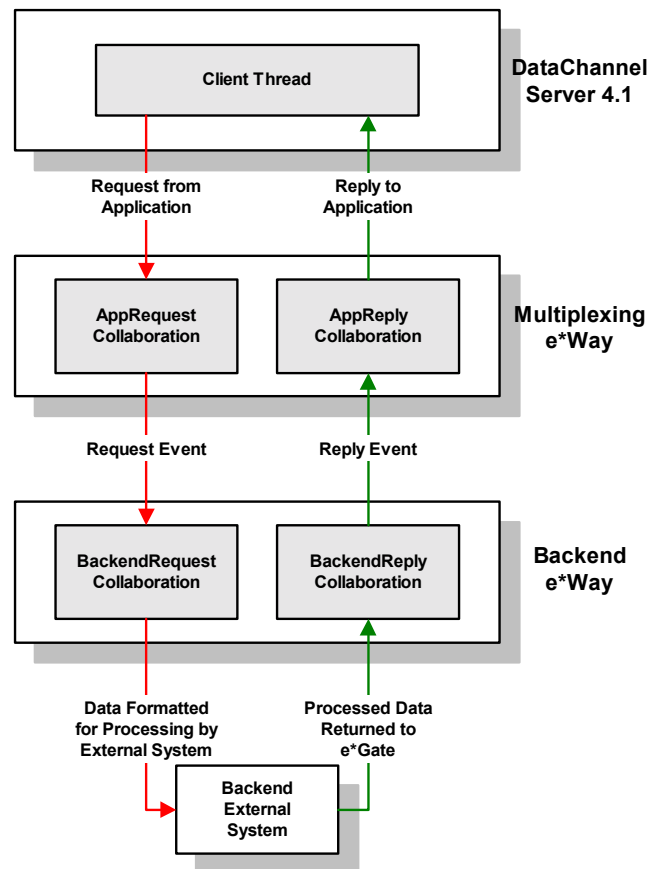 Client Thread
DataChannel
Server 4.1
Request from
Application
Reply to
Application
AppRequest
Collaboration
AppReply
Collaboration
Multiplexing
e*Way
Request Event
Reply Event
BackendRequest
Collaboration
BackendReply
Collaboration
Backend
e*Way
Data Formatted
for Processing by
External System
Processed Data
Returned to
e*Gate
Backend
External
System